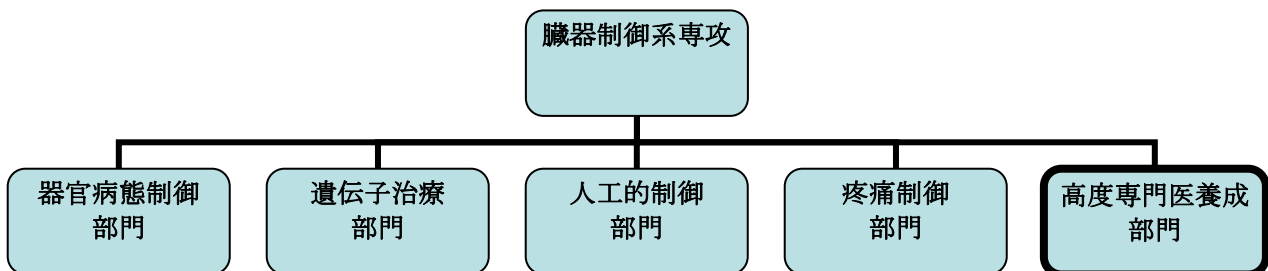 臓器制御系専攻
器官病態制御
部門
遺伝子治療
部門
人工的制御
部門
疼痛制御
部門
高度専門医養成
部門